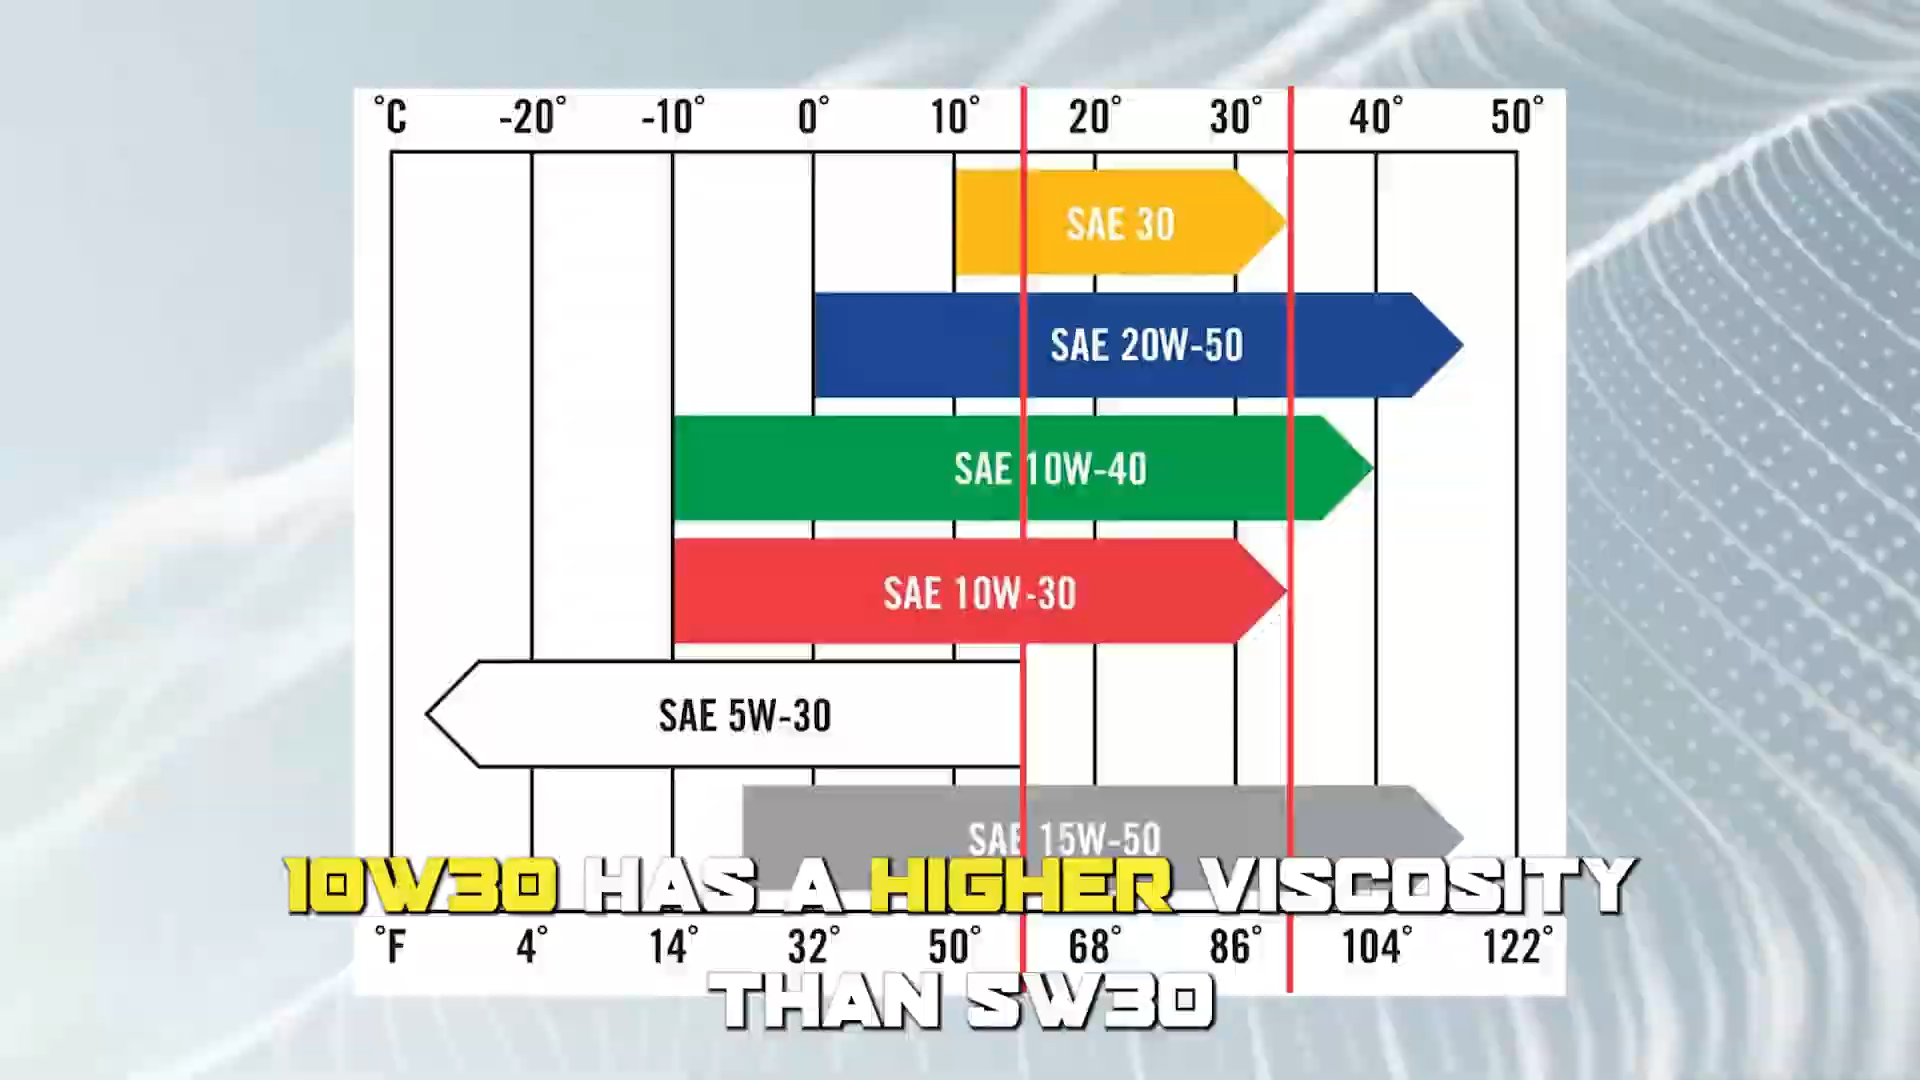 °C -20° -10° 0° 10° 20° 30° 40° 50°
SAE 30
SAE 20W-50
SAE 10W-40
SAE 10W-30
SAE 5W-30
SAE 15W-50
10W30 HAS A HIGHER VISCOSITY
°F 4° 14° 32° 50° 68° 86° 104° 122°
THAN 5W30